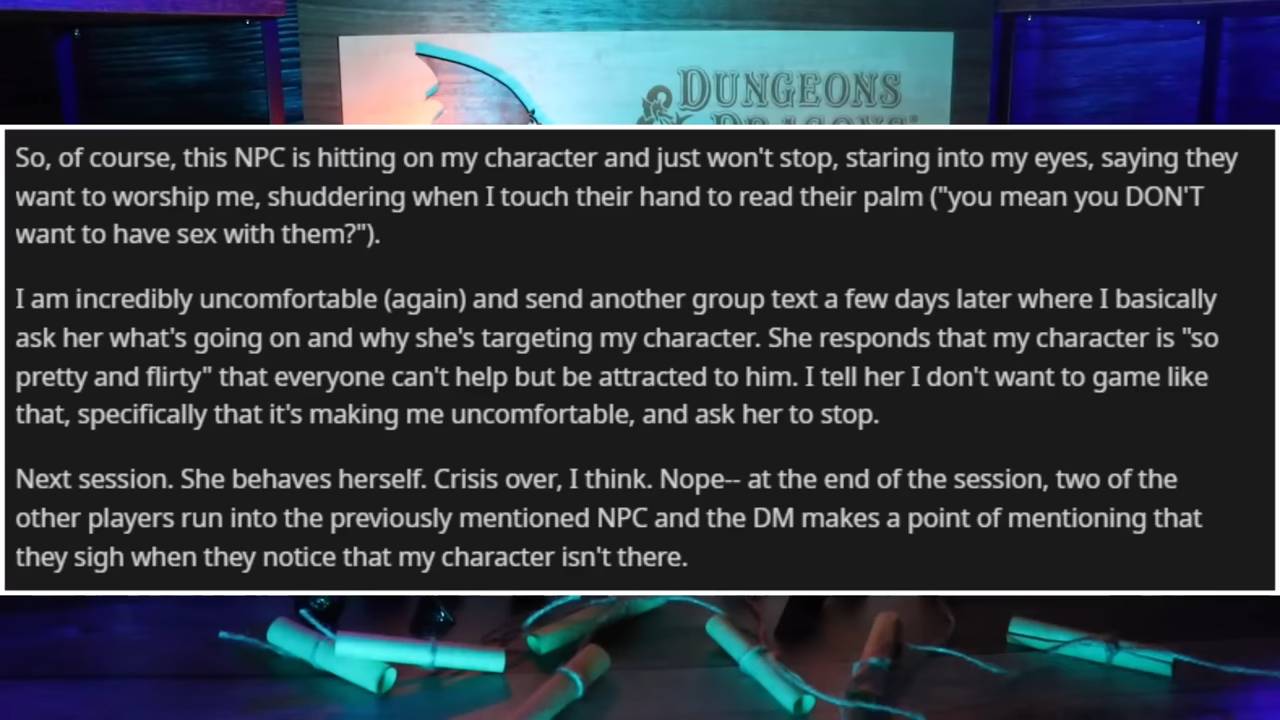 DUNGEONS
So, of course, this NPC is hitting on my character and just won't stop, staring into my eyes, saying they
want to worship me, shuddering when I touch their hand to read their palm ("you mean you DON'T
want to have sex with them?").
I am incredibly uncomfortable (again) and send another group text a few days later where I basically
ask her what's going on and why she's targeting my character. She responds that my character is "so
pretty and flirty" that everyone can't help but be attracted to him. I tell her I don't want to game like
that, specifically that it's making me uncomfortable, and ask her to stop.
Next session. She behaves herself. Crisis over, I think. Nope-- at the end of the session, two of the
other players run into the previously mentioned NPC and the DM makes a point of mentioning that
they sigh when they notice that my character isn't there.